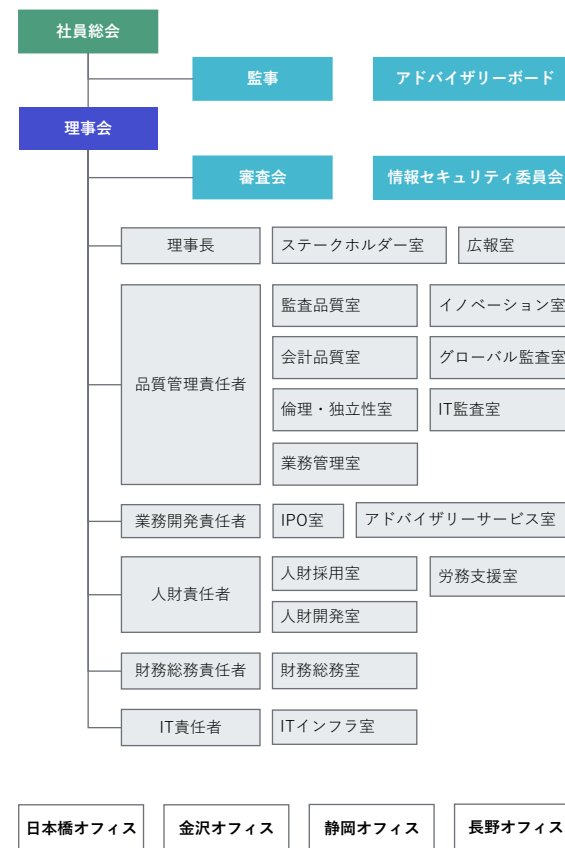 社員総会
監事
アドバイザリーボード
理事会
審査会
情報セキュリティ委員会
理事長
ステークホルダー室
広報室
品質管理責任者
監査品質室
イノベーション室
会計品質室
グローバル監査室
倫理・独立性室
IT監査室
業務管理室
業務開発責任者
IPO室
アドバイザリーサービス室
人財責任者
人財採用室
労務支援室
人財開発室
財務総務責任者
財務総務室
IT責任者
ITインフラ室
日本橋オフィス
金沢オフィス
静岡オフィス
長野オフィス